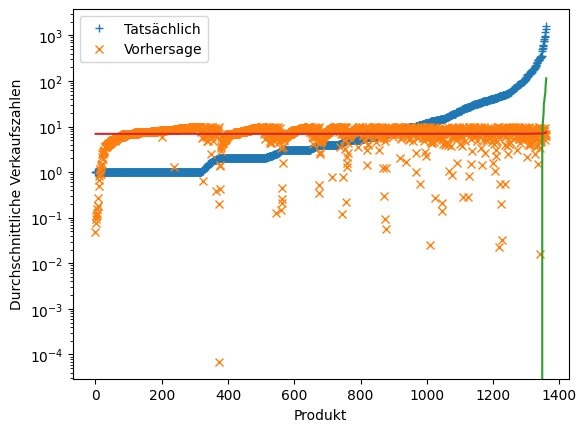 Tatsächlich
Vorhersage
Durchschnittliche Verkaufszahlen
10³
10²
10¹
10⁰
10⁻¹
10⁻²
10⁻³
10⁻⁴
0 200 400 600 800 1000 1200 1400
Produkt